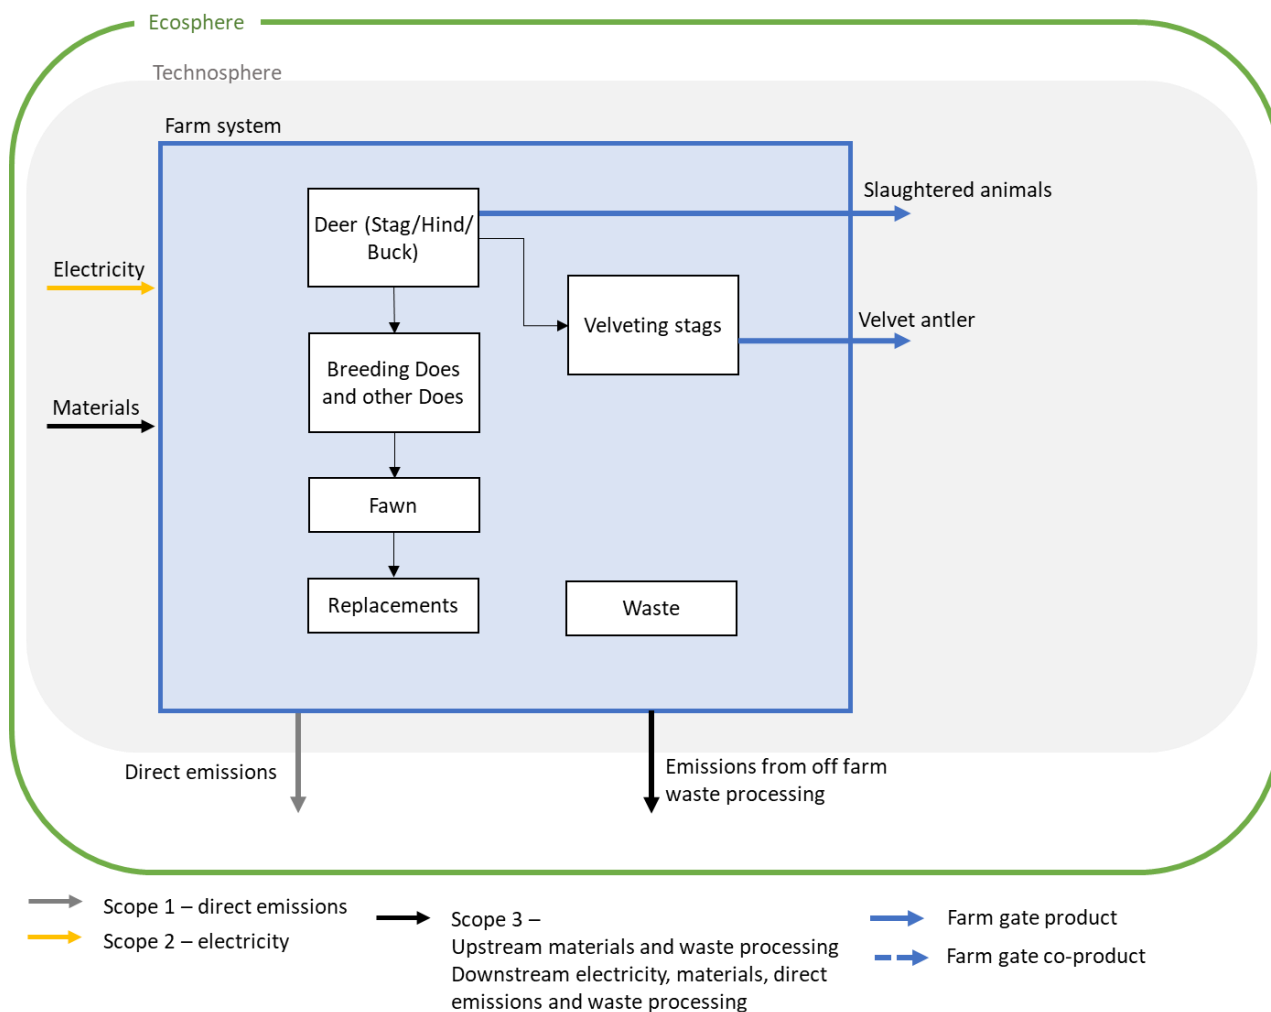 Ecosphere
Technosphere
Farm system
Deer (Stag/Hind/
Buck)
Slaughtered animals
Electricity
Velveting stags
Velvet antler
Breeding Does
and other Does
Materials
Fawn
Replacements
Waste
Direct emissions
Emissions from off farm
waste processing
Scope 1 – direct emissions
Scope 2 – electricity
Scope 3 –
Upstream materials and waste processing
Downstream electricity, materials, direct
emissions and waste processing
Farm gate product
Farm gate co-product